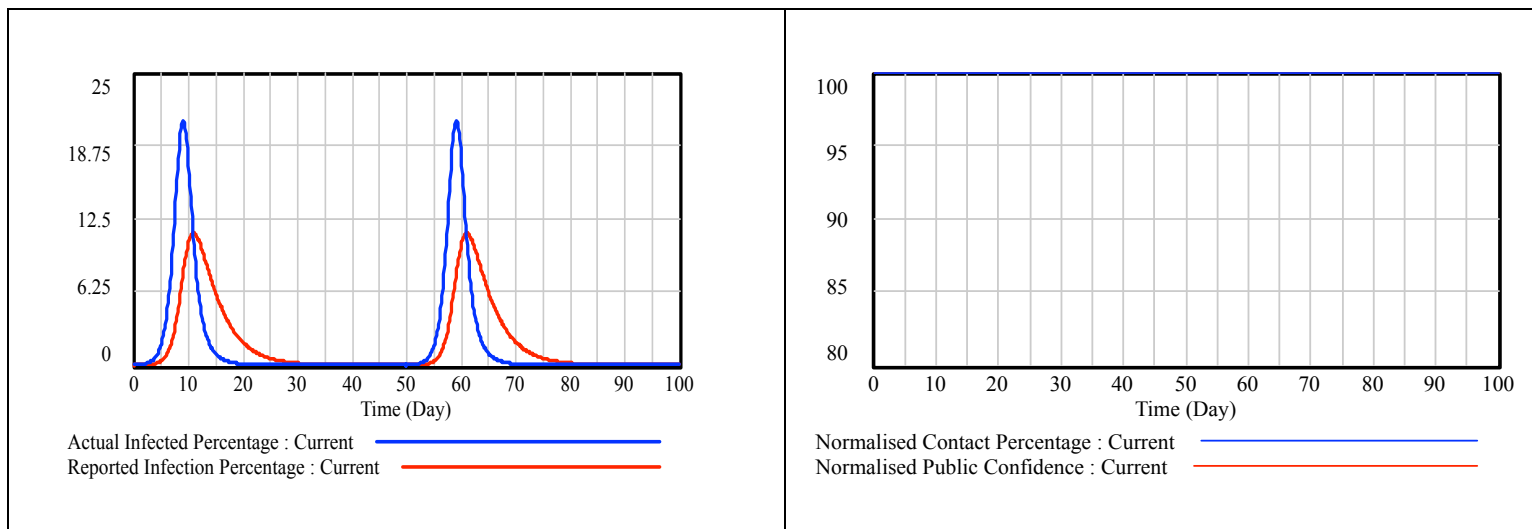 25
18.75
12.5
6.25
0
0 10 20 30 40 50 60 70 80 90 100
Time (Day)
Actual Infected Percentage : Current
Reported Infection Percentage : Current
100
95
90
85
80
0 10 20 30 40 50 60 70 80 90 100
Time (Day)
Normalised Contact Percentage : Current
Normalised Public Confidence : Current